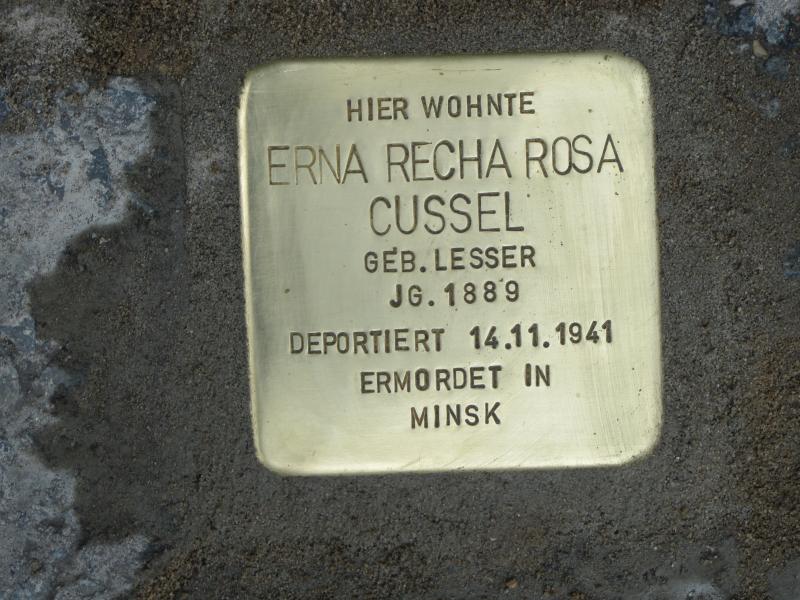 HIER WOHNTE
ERNA RECHA ROSA
CUSSEL
GEB. LESSER
JG. 1889
DEPORTIERT 14.11.1941
ERMORDET IN
MINSK